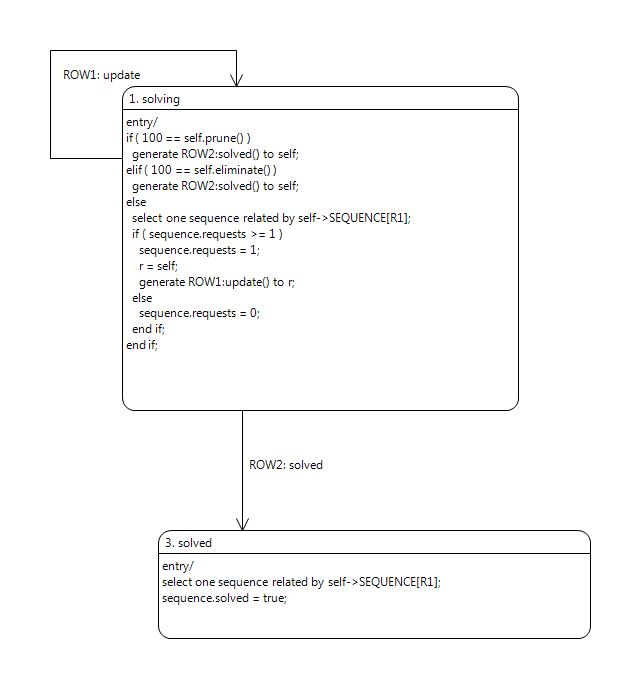 ROW1: update
1. solving
entry/
if ( 100 == self.prune() )
  generate ROW2:solved() to self;
elif ( 100 == self.eliminate() )
  generate ROW2:solved() to self;
else
  select one sequence related by self->SEQUENCE[R1];
  if ( sequence.requests >= 1 )
    sequence.requests = 1;
    r = self;
    generate ROW1:update() to r;
  else
    sequence.requests = 0;
  end if;
end if;
ROW2: solved
3. solved
entry/
select one sequence related by self->SEQUENCE[R1];
sequence.solved = true;